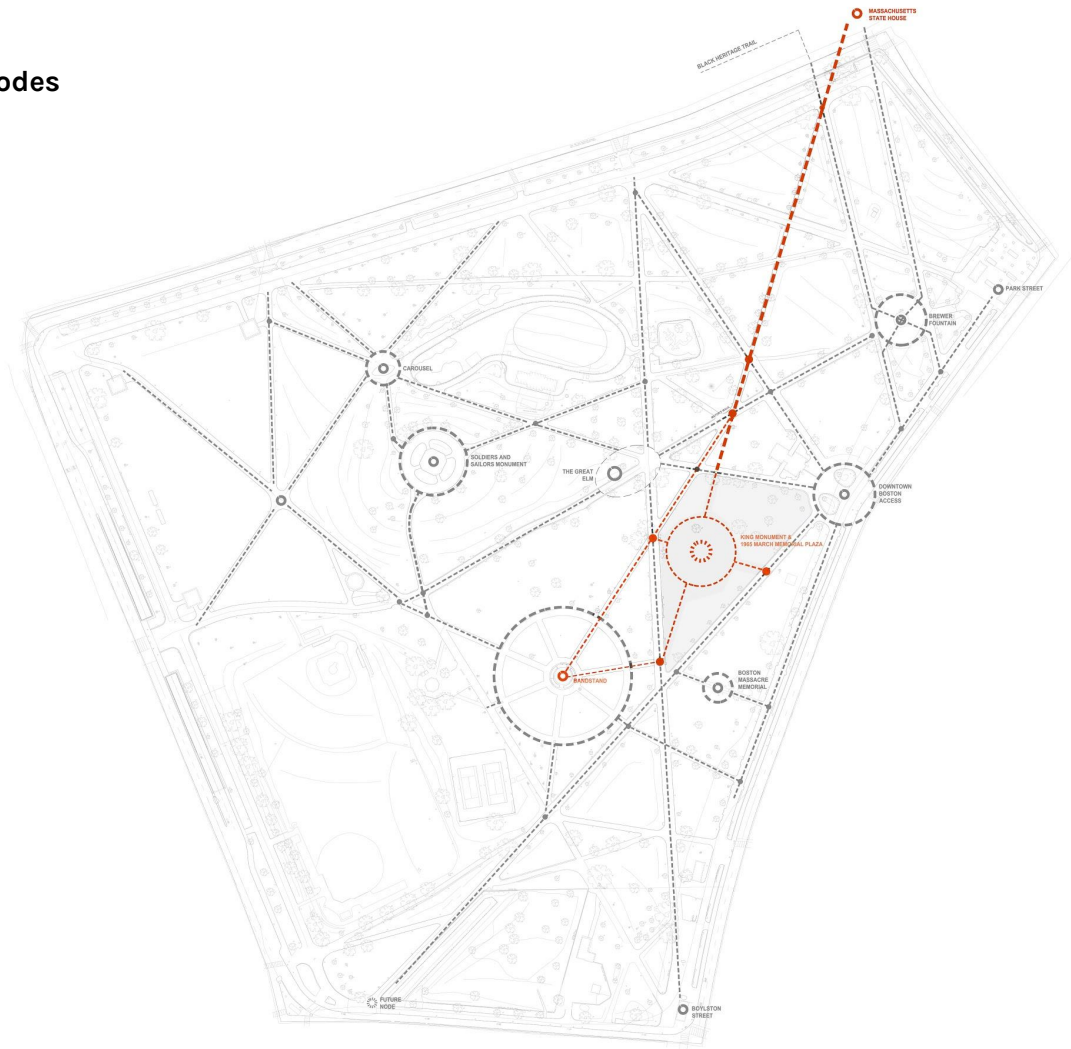 odes
MASSACHUSETTS
STATE HOUSE
BLACK HERITAGE TRAIL
PARK STREET
BREWER
FOUNTAIN
CAROUSEL
SOLDIERS AND
SAILORS MONUMENT
THE GREAT
ELM
DOWNTOWN
BOSTON
ACCESS
KING MONUMENT &
1965 MARCH MEMORIAL PLAZA
BOSTON
MASSACRE
MEMORIAL
BANDSTAND
FUTURE
NODE
BOYLSTON
STREET